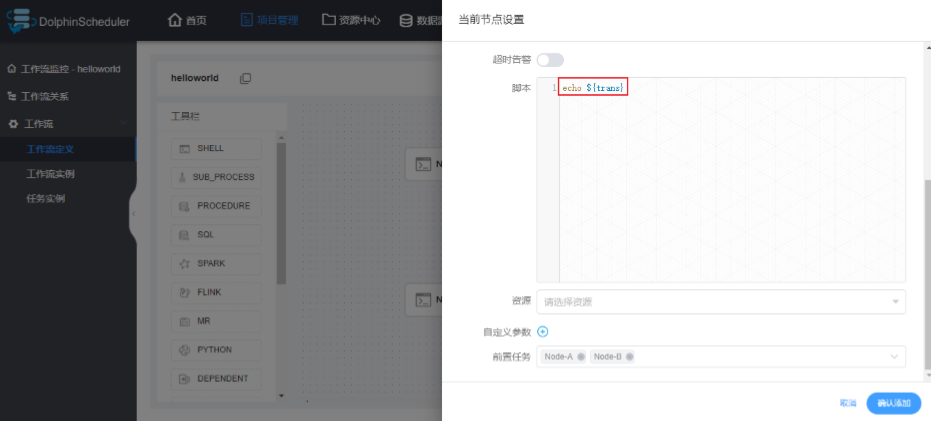 DolphinScheduler
首页
项目管理
资源中心
数据源
工作流监控 - helloworld
工作流关系
工作流
工作流定义
工作流实例
任务实例
helloworld
工具栏
SHELL
SUB_PROCESS
PROCEDURE
SQL
SPARK
FLINK
MR
PYTHON
DEPENDENT
当前节点设置
超时告警
脚本
1 echo ${trans}
资源
请选择资源
自定义参数
前置任务
Node-A
Node-B
取消
确认添加